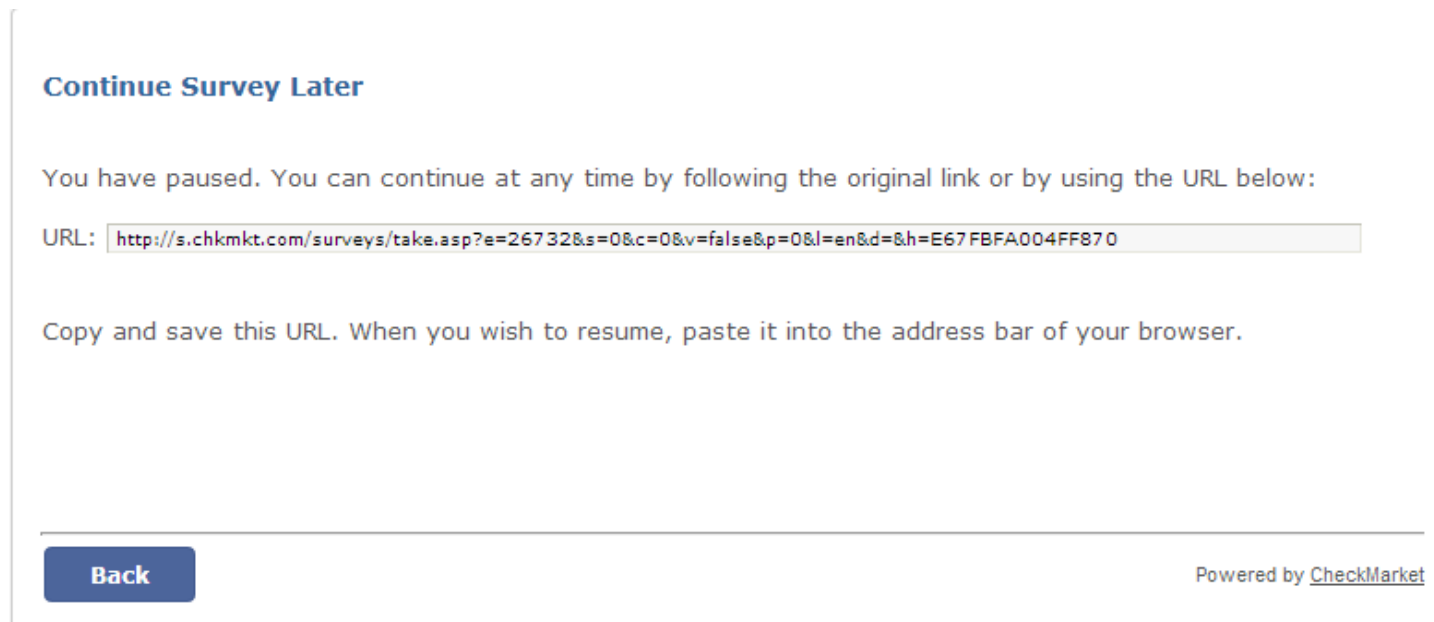 Continue Survey Later
You have paused. You can continue at any time by following the original link or by using the URL below:
URL: http://s.chkmkt.com/surveys/take.asp?e=26732&s=0&c=0&v=false&p=0&l=en&d=&h=E67FBFA004FF870
Copy and save this URL. When you wish to resume, paste it into the address bar of your browser.
Back
Powered by CheckMarket